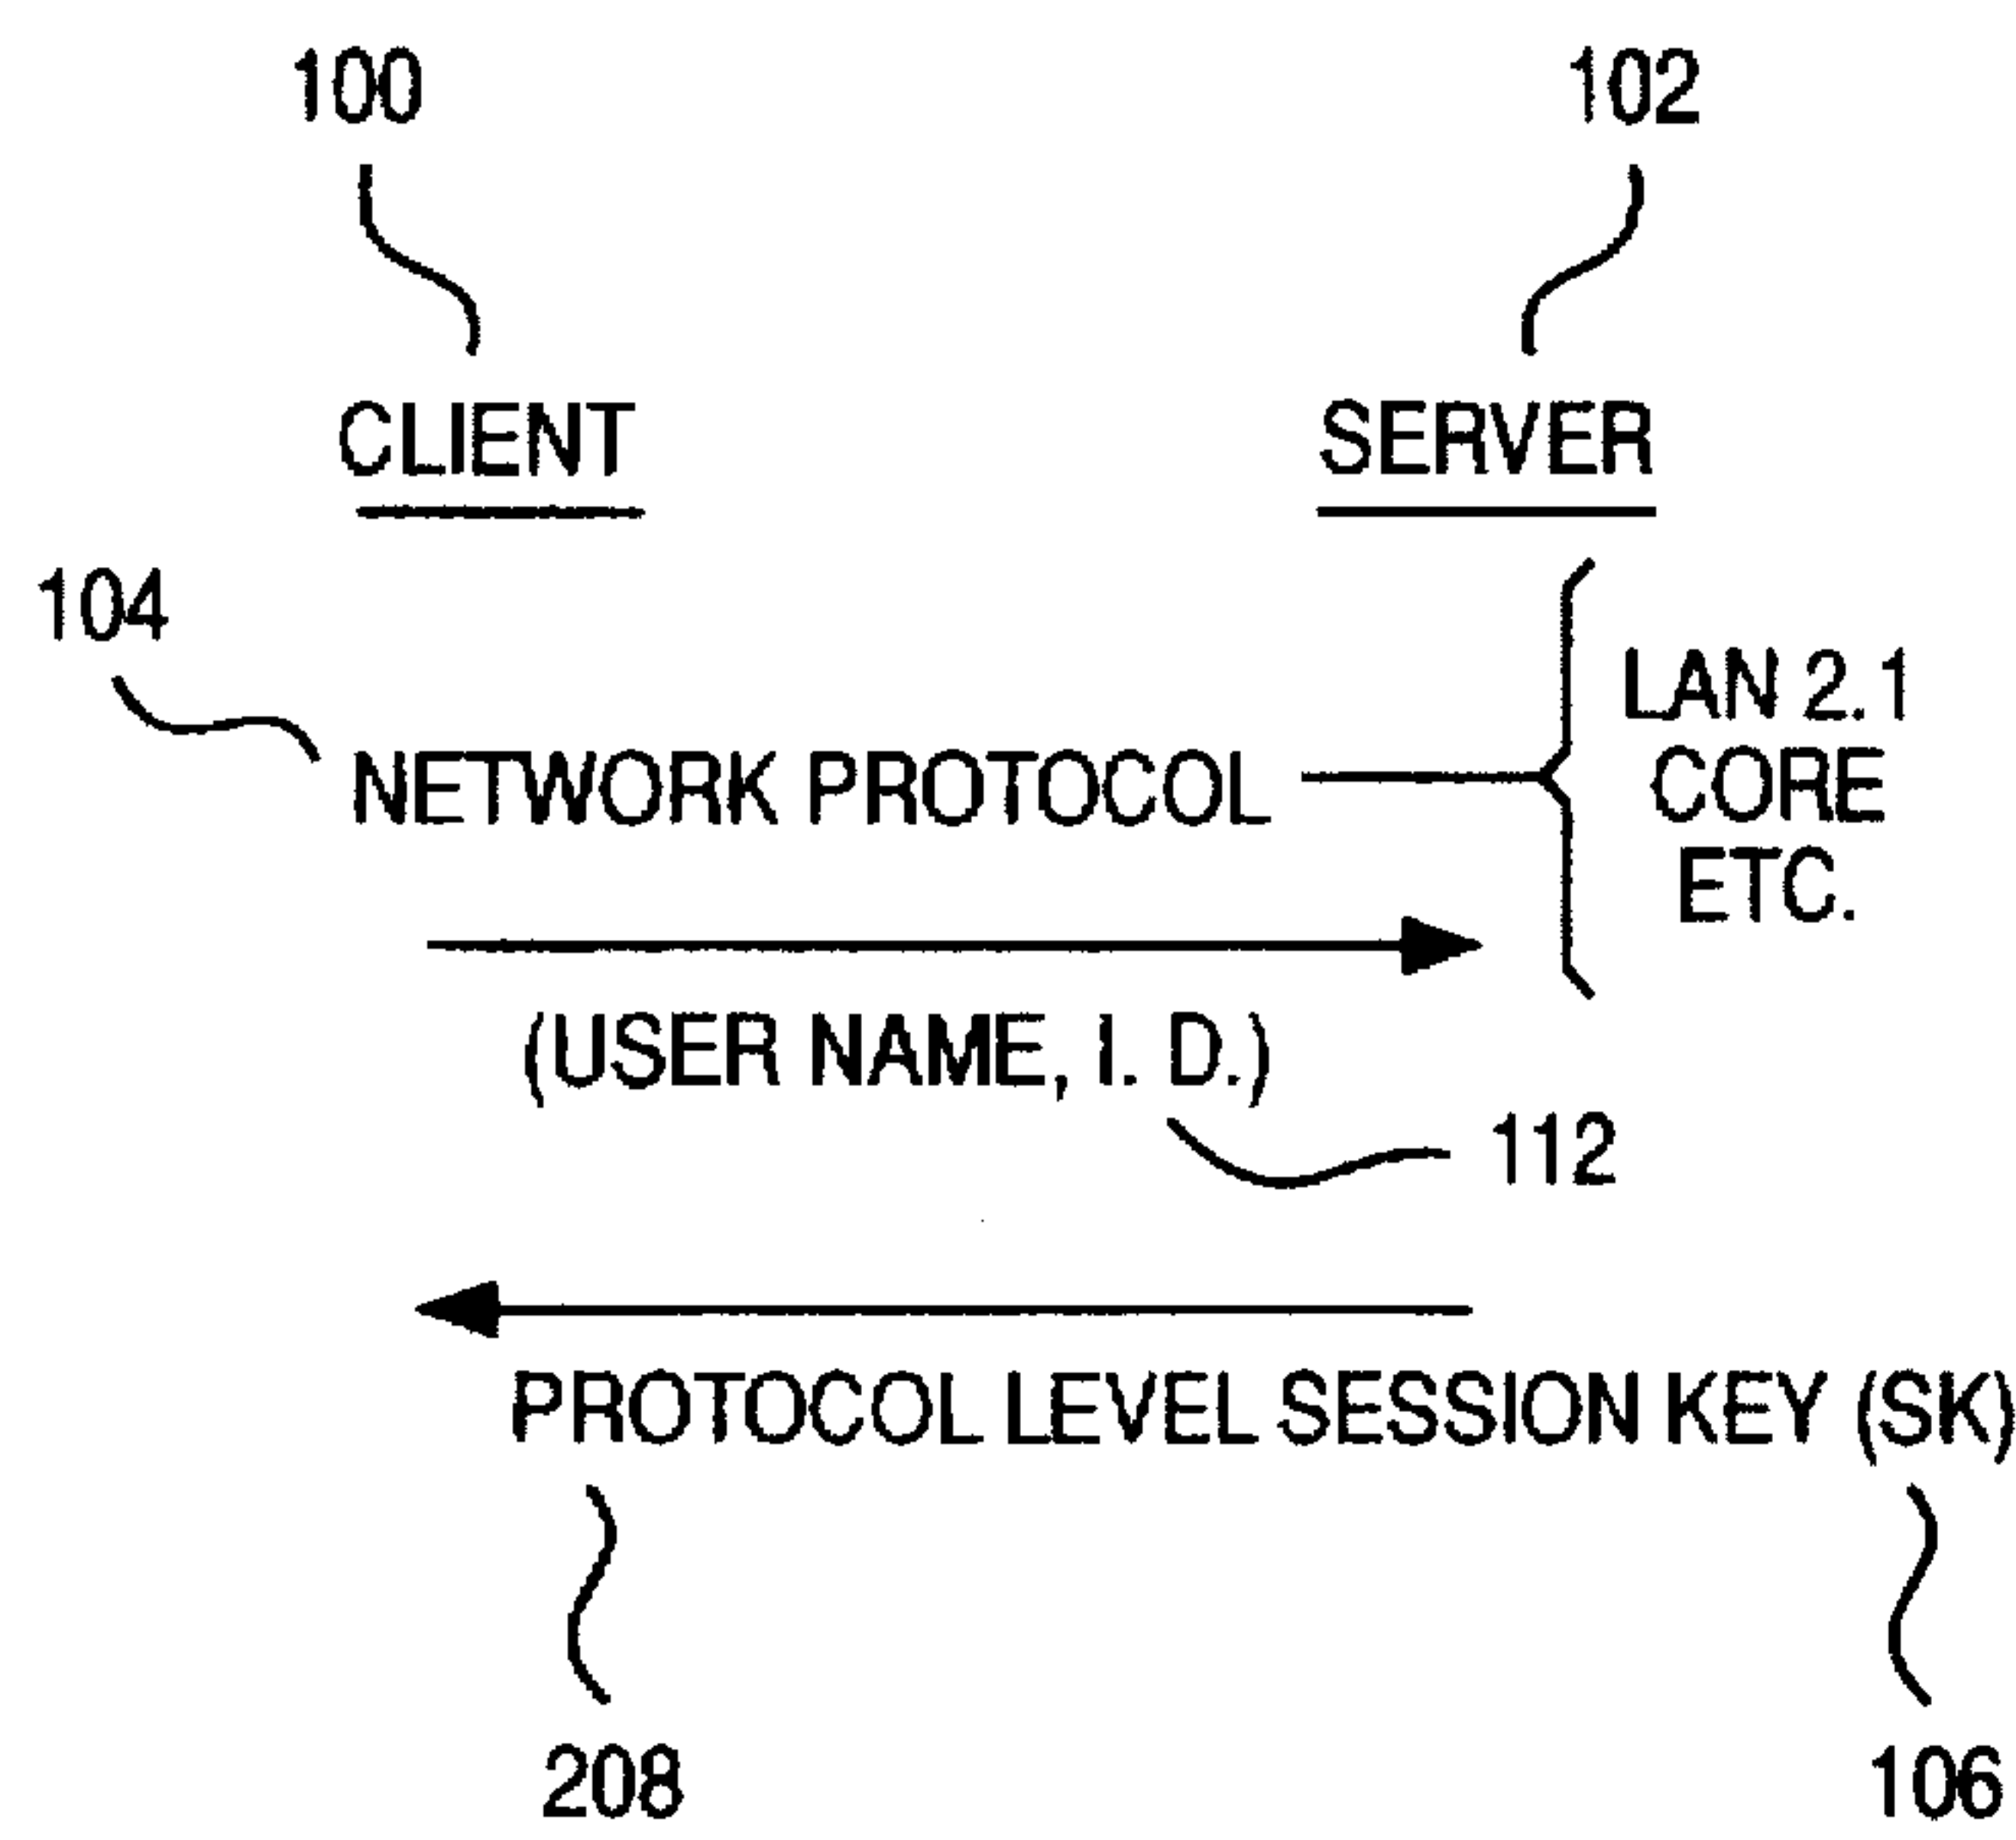 100
102
CLIENT
SERVER
104
NETWORK PROTOCOL
LAN 2.1
CORE
ETC.
(USER NAME, I. D.)
112
PROTOCOL LEVEL SESSION KEY (SK)
208
106